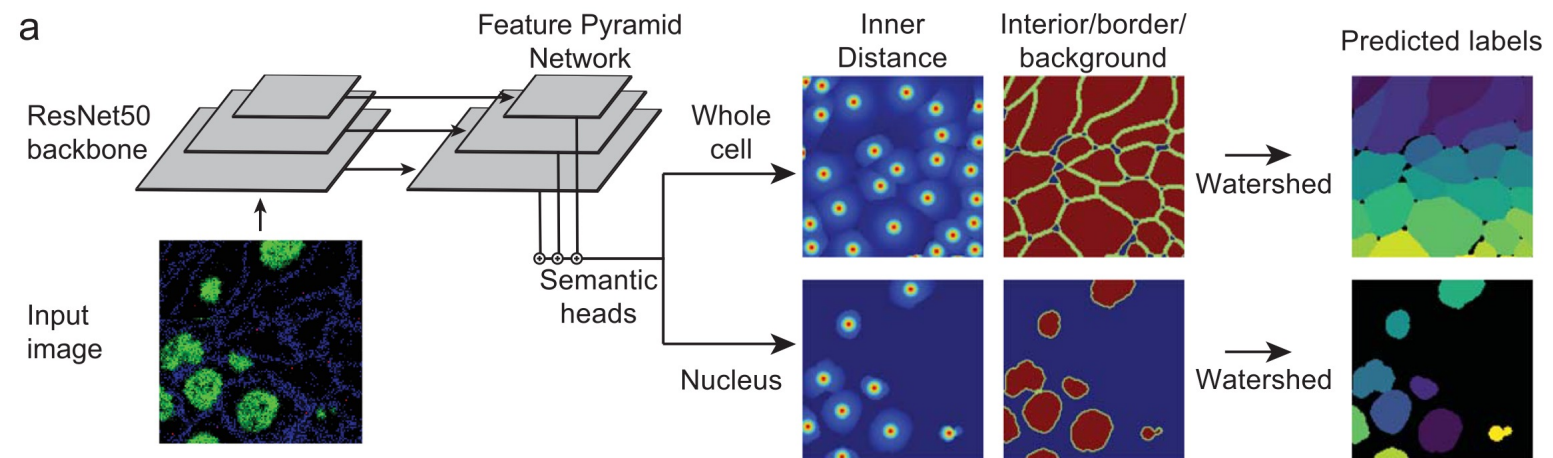 a
Feature Pyramid
Network
Inner
Distance
Interior/border/
background
Predicted labels
ResNet50
backbone
Whole
cell
Watershed
Semantic
heads
Input
image
Nucleus
Watershed